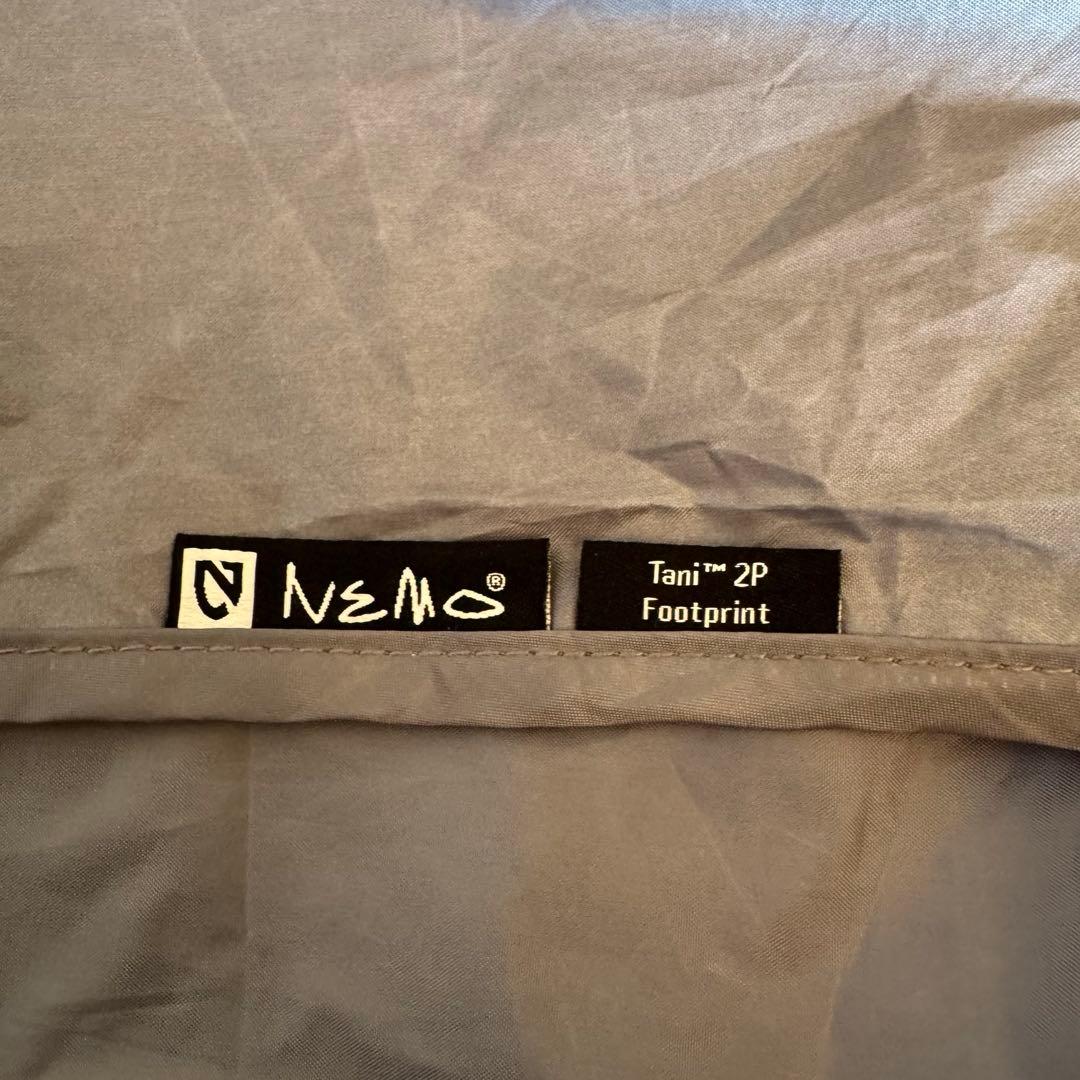 NEMO®
Tani™ 2P
Footprint